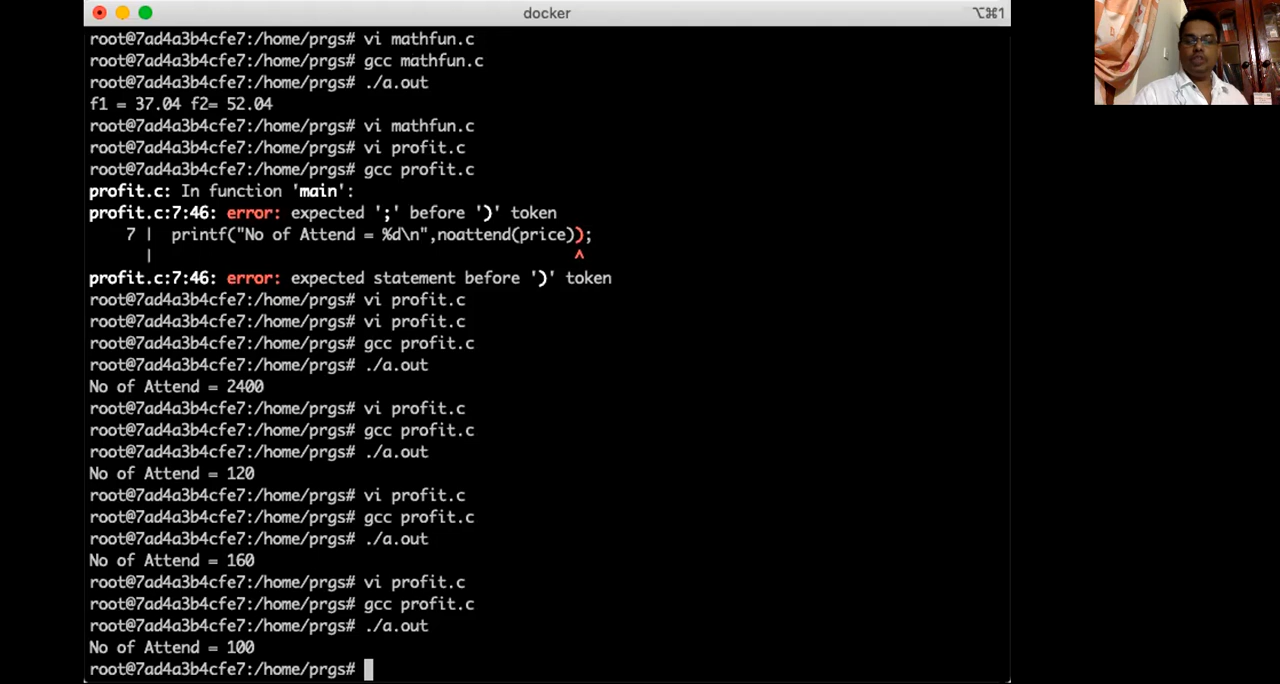 docker
⌥⌘1
root@7ad4a3b4cfe7:/home/prgs# vi mathfun.c
root@7ad4a3b4cfe7:/home/prgs# gcc mathfun.c
root@7ad4a3b4cfe7:/home/prgs# ./a.out
f1 = 37.04 f2= 52.04
root@7ad4a3b4cfe7:/home/prgs# vi mathfun.c
root@7ad4a3b4cfe7:/home/prgs# vi profit.c
root@7ad4a3b4cfe7:/home/prgs# gcc profit.c
profit.c: In function 'main':
profit.c:7:46: error: expected ';' before ')' token
    7 |  printf("No of Attend = %d\n",noattend(price));
      |                                              ^
profit.c:7:46: error: expected statement before ')' token
root@7ad4a3b4cfe7:/home/prgs# vi profit.c
root@7ad4a3b4cfe7:/home/prgs# vi profit.c
root@7ad4a3b4cfe7:/home/prgs# gcc profit.c
root@7ad4a3b4cfe7:/home/prgs# ./a.out
No of Attend = 2400
root@7ad4a3b4cfe7:/home/prgs# vi profit.c
root@7ad4a3b4cfe7:/home/prgs# gcc profit.c
root@7ad4a3b4cfe7:/home/prgs# ./a.out
No of Attend = 120
root@7ad4a3b4cfe7:/home/prgs# vi profit.c
root@7ad4a3b4cfe7:/home/prgs# gcc profit.c
root@7ad4a3b4cfe7:/home/prgs# ./a.out
No of Attend = 160
root@7ad4a3b4cfe7:/home/prgs# vi profit.c
root@7ad4a3b4cfe7:/home/prgs# gcc profit.c
root@7ad4a3b4cfe7:/home/prgs# ./a.out
No of Attend = 100
root@7ad4a3b4cfe7:/home/prgs#